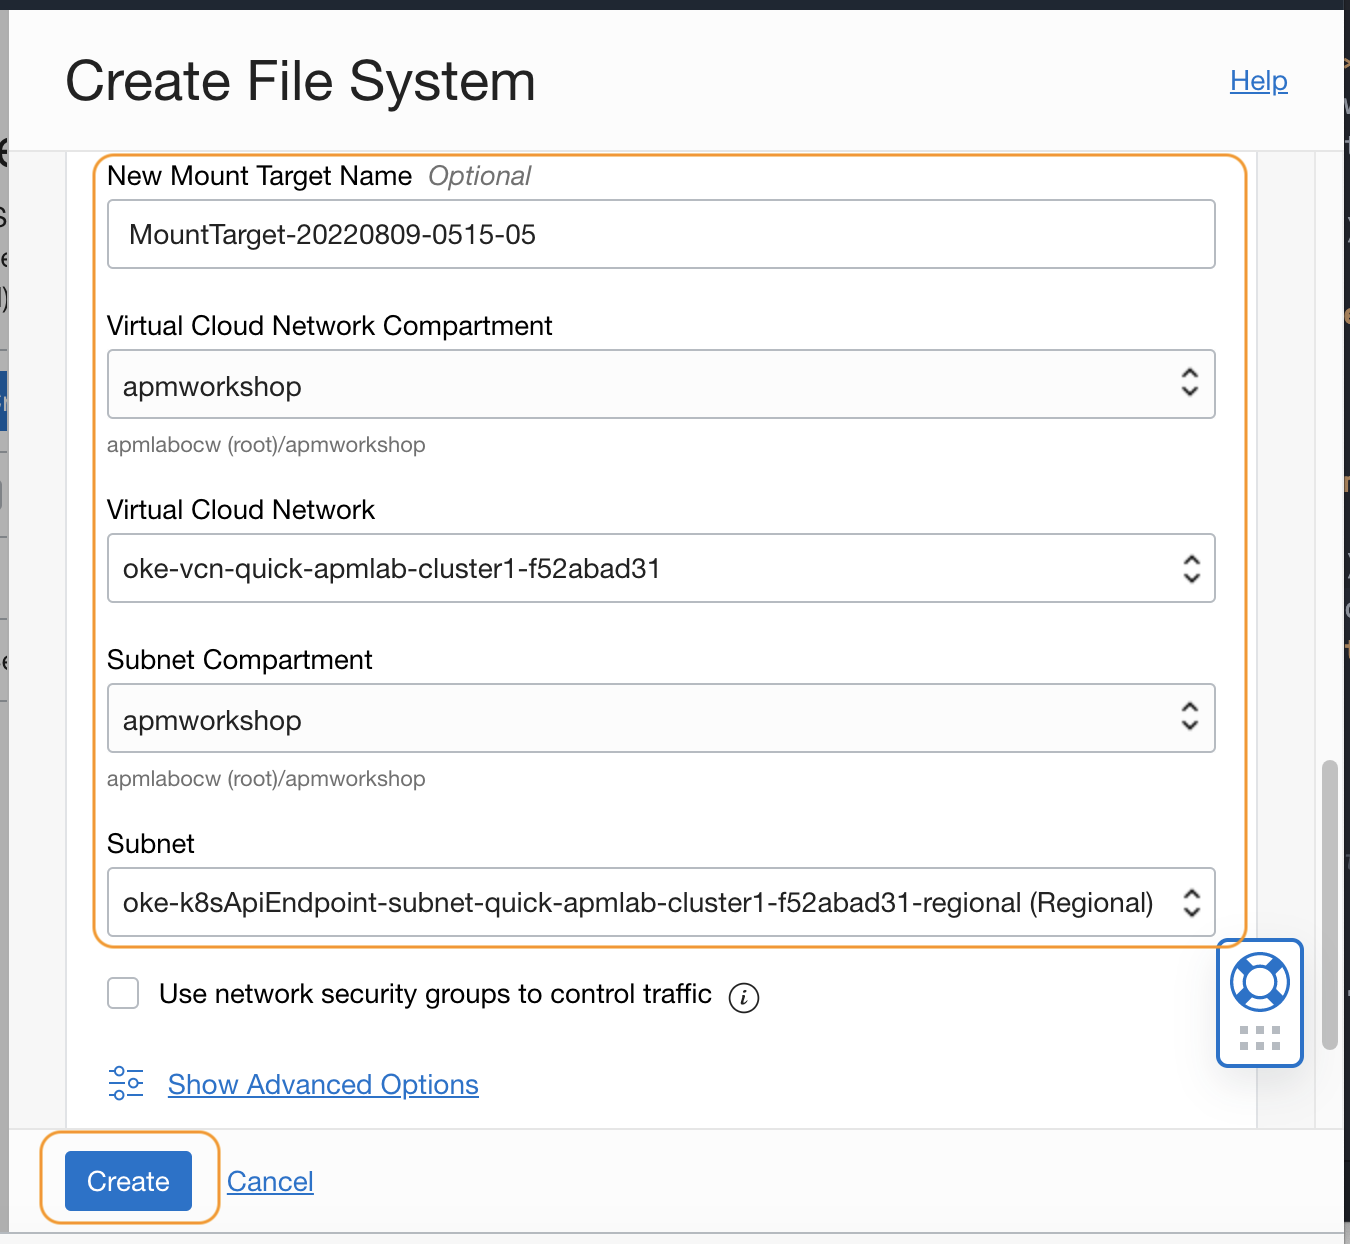 Create File System
Help
New Mount Target Name Optional
MountTarget-20220809-0515-05
Virtual Cloud Network Compartment
apmworkshop
apmlabocw (root)/apmworkshop
Virtual Cloud Network
oke-vcn-quick-apmlab-cluster1-f52abad31
Subnet Compartment
apmworkshop
apmlabocw (root)/apmworkshop
Subnet
oke-k8sApiEndpoint-subnet-quick-apmlab-cluster1-f52abad31-regional (Regional)
Use network security groups to control traffic
Show Advanced Options
Create
Cancel